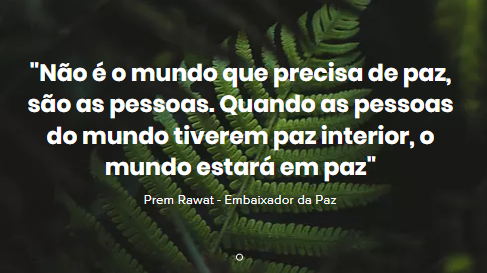 "Não é o mundo que precisa de paz,
são as pessoas. Quando as pessoas
do mundo tiverem paz interior, o
mundo estará em paz"
Prem Rawat - Embaixador da Paz